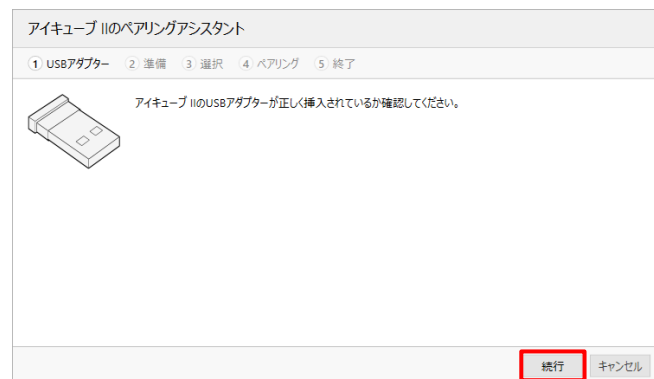 アイキューブ IIのペアリングアシスタント
1 USBアダプター 2 準備 3 選択 4 ペアリング 5 終了
アイキューブ IIのUSBアダプターが正しく挿入されているか確認してください。
続行 キャンセル